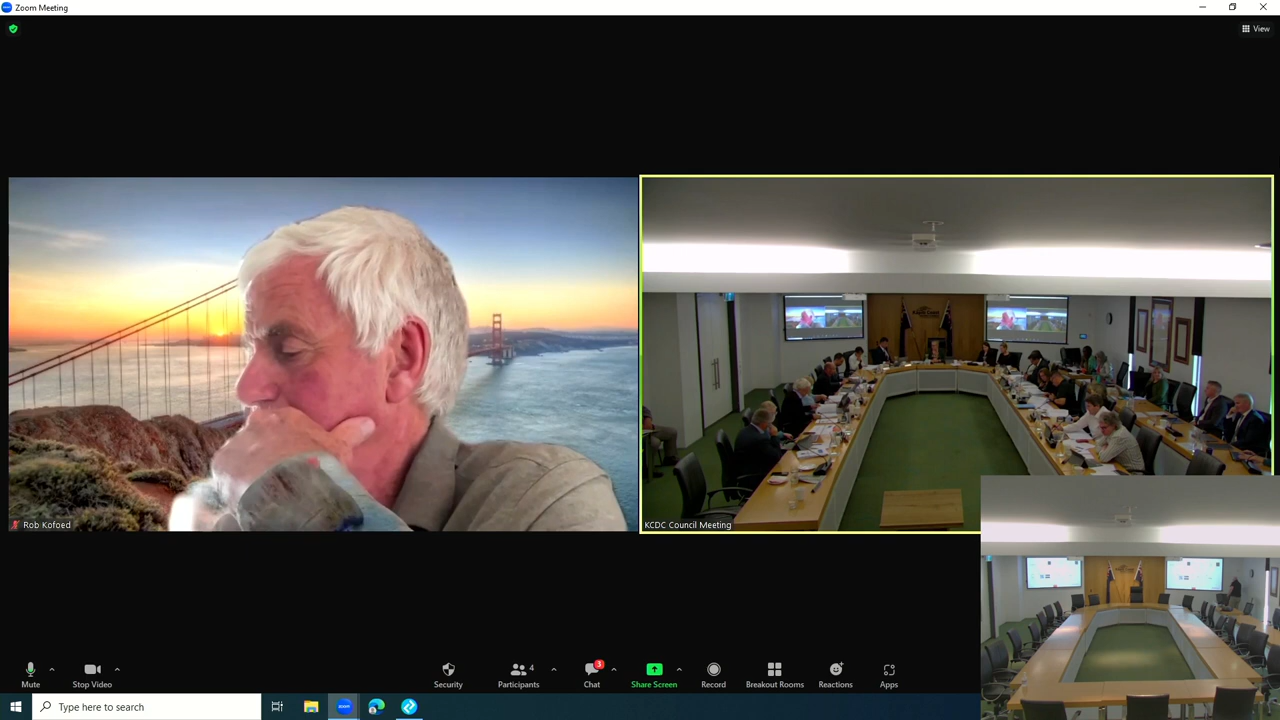 Zoom Meeting
View
Rob Kofoed
KCDC Council Meeting
Mute
Stop Video
Security
Participants
4
Chat
3
Share Screen
Record
Breakout Rooms
Reactions
Apps
Type here to search